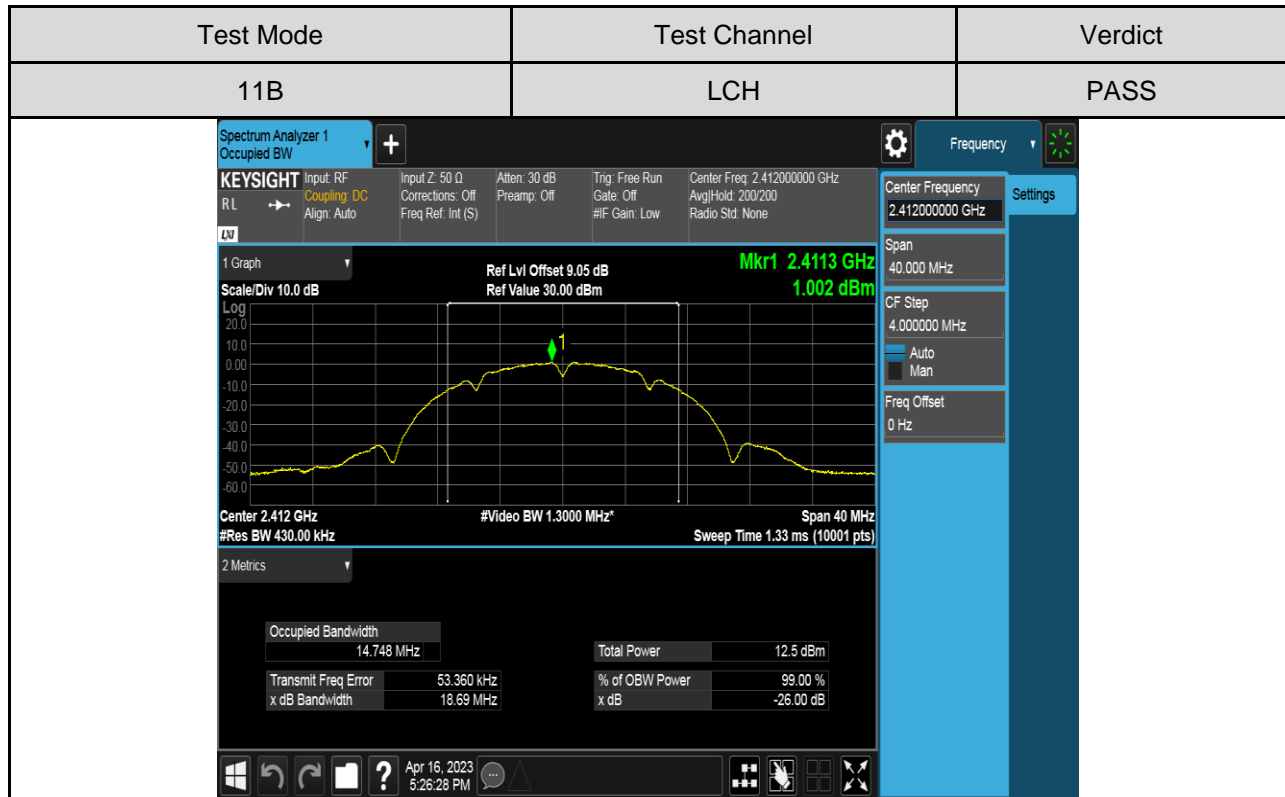 Test Mode Test Channel Verdict
11B LCH PASS
Spectrum Analyzer 1
Occupied BW
+
Frequency
KEYSIGHT
RL
LXI
Input: RF
Coupling: DC
Align: Auto
Input Z: 50 Ω
Corrections: Off
Freq Ref: Int (S)
Atten: 30 dB
Preamp: Off
Trig: Free Run
Gate: Off
#IF Gain: Low
Center Freq: 2.412000000 GHz
Avg|Hold: 200/200
Radio Std: None
Center Frequency
2.412000000 GHz
Settings
Span
40.000 MHz
CF Step
4.000000 MHz
Auto
Man
Freq Offset
0 Hz
1 Graph
Scale/Div 10.0 dB
Ref Lvl Offset 9.05 dB
Ref Value 30.00 dBm
Mkr1 2.4113 GHz
1.002 dBm
Log
20.0
10.0
0.00
-10.0
-20.0
-30.0
-40.0
-50.0
-60.0
1
Center 2.412 GHz #Video BW 1.3000 MHz* Span 40 MHz
#Res BW 430.00 kHz Sweep Time 1.33 ms (10001 pts)
2 Metrics
Occupied Bandwidth
14.748 MHz
Total Power 12.5 dBm
Transmit Freq Error 53.360 kHz % of OBW Power 99.00 %
x dB Bandwidth 18.69 MHz x dB -26.00 dB
?
Apr 16, 2023
5:26:28 PM